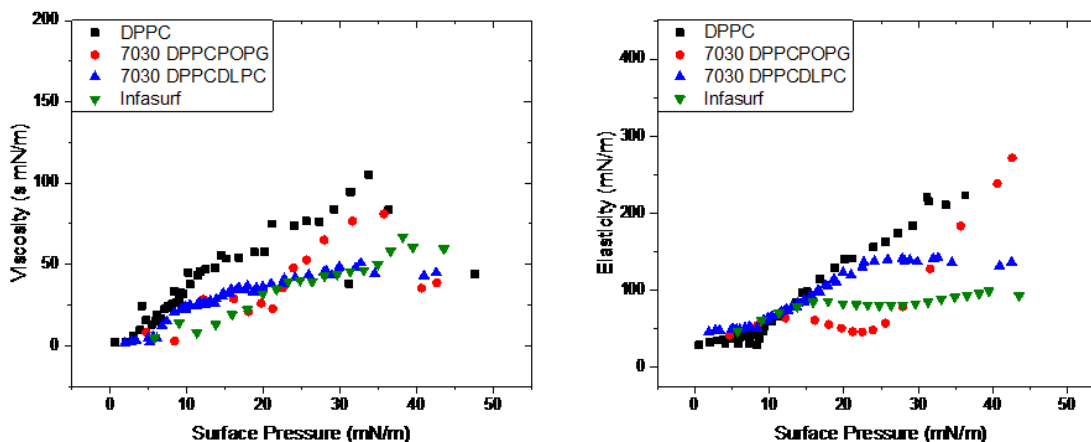 200
150
100
50
0
Viscosity (s mN/m)
DPPC
7030 DPPCPOPG
7030 DPPCDLPC
Infasurf
0 10 20 30 40 50
Surface Pressure (mN/m)
400
300
200
100
0
Elasticity (mN/m)
DPPC
7030 DPPCPOPG
7030 DPPCDLPC
Infasurf
0 10 20 30 40 50
Surface Pressure (mN/m)